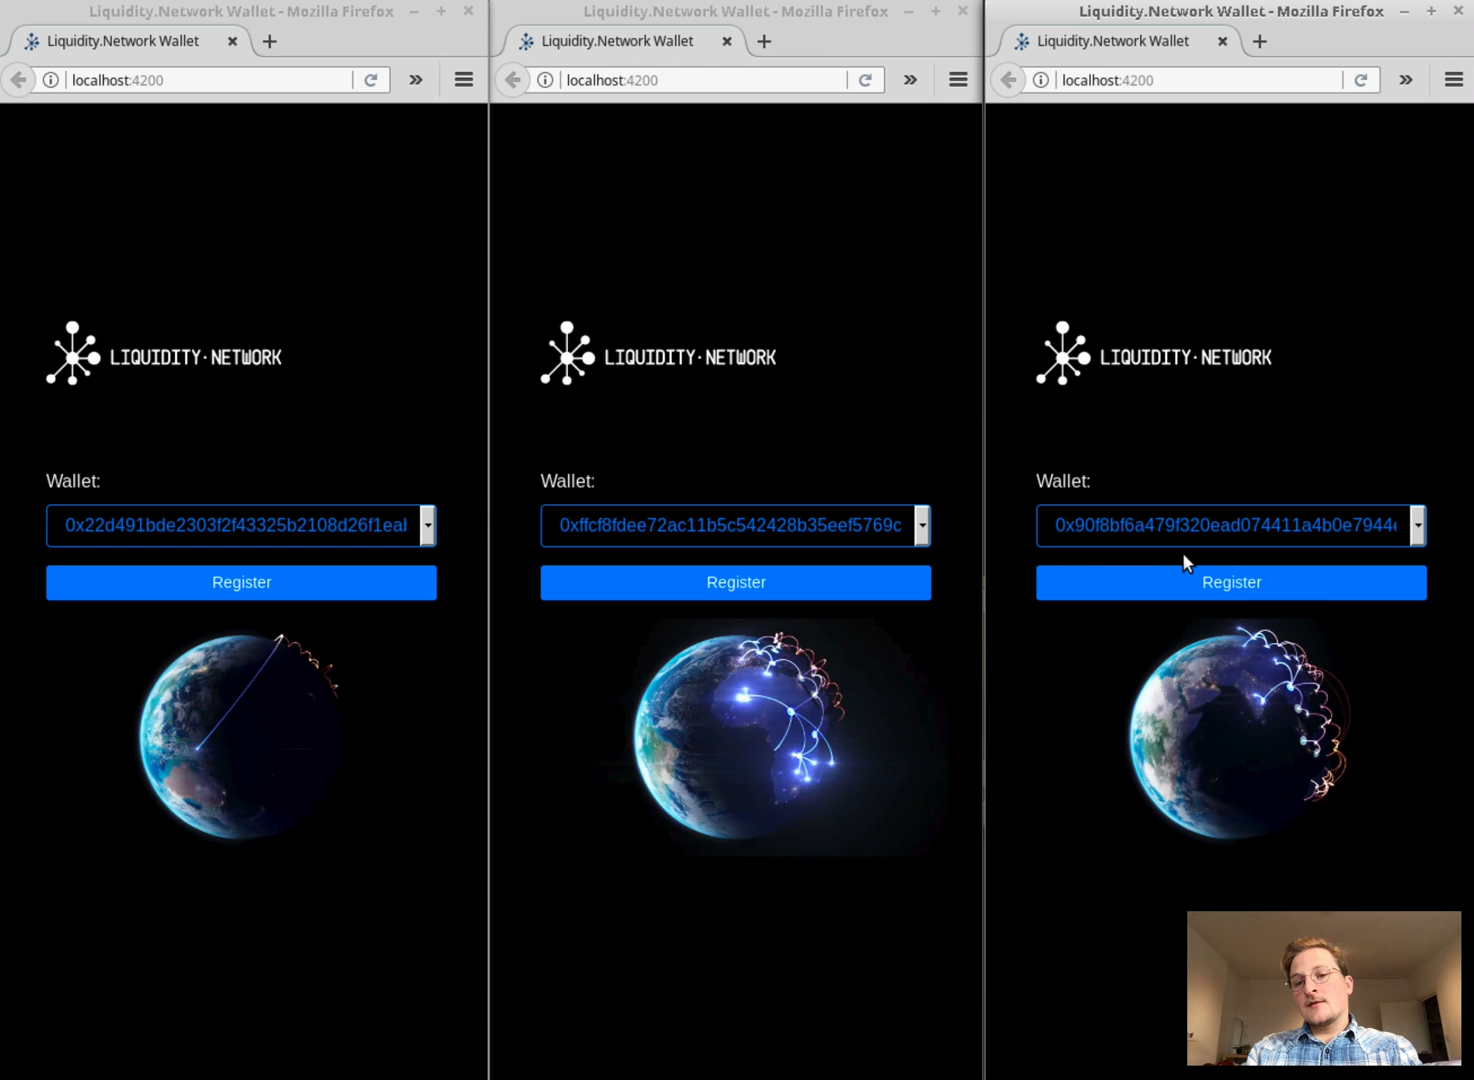 Liquidity.Network Wallet - Mozilla Firefox
Liquidity.Network Wallet
localhost:4200
LIQUIDITY·NETWORK
Wallet:
0x22d491bde2303f2f43325b2108d26f1eal
Register
Liquidity.Network Wallet - Mozilla Firefox
Liquidity.Network Wallet
localhost:4200
LIQUIDITY·NETWORK
Wallet:
0xffcf8fdee72ac11b5c542428b35eef5769c
Register
Liquidity.Network Wallet - Mozilla Firefox
Liquidity.Network Wallet
localhost:4200
LIQUIDITY·NETWORK
Wallet:
0x90f8bf6a479f320ead074411a4b0e7944e
Register